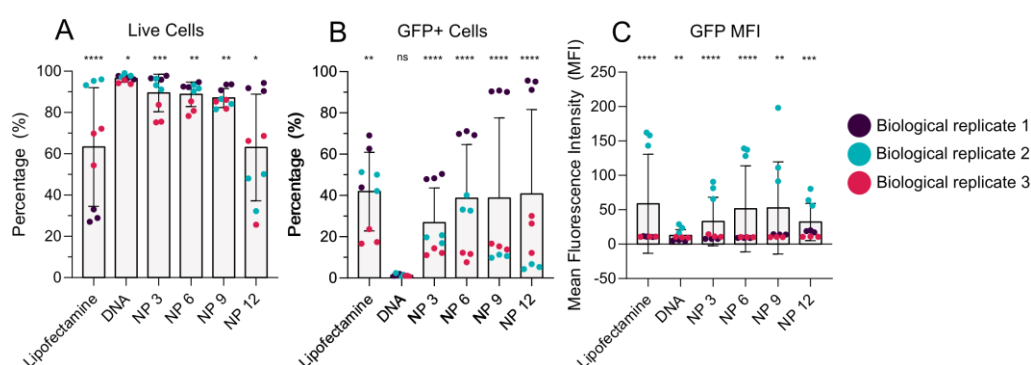 A Live Cells
**** * *** ** ** *
Percentage (%)
100
80
60
40
20
0
Lipofectamine
DNA
NP 3
NP 6
NP 9
NP 12
B GFP+ Cells
** ns **** **** **** ****
Percentage (%)
100
80
60
40
20
0
Lipofectamine
DNA
NP 3
NP 6
NP 9
NP 12
C GFP MFI
**** ** **** **** ** ***
Mean Fluorescence Intensity (MFI)
250
200
150
100
50
0
-50
Lipofectamine
DNA
NP 3
NP 6
NP 9
NP 12
Biological replicate 1
Biological replicate 2
Biological replicate 3